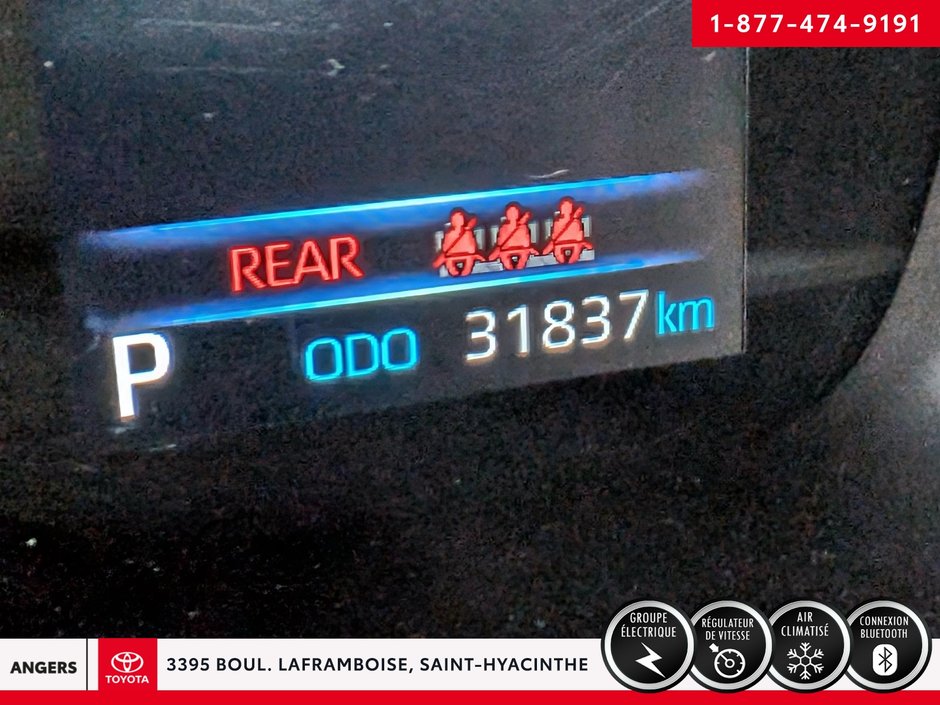 1-877-474-9191
REAR
P ODO 31837 km
GROUPE
ÉLECTRIQUE
RÉGULATEUR
DE VITESSE
AIR
CLIMATISÉ
CONNEXION
BLUETOOTH
ANGERS
TOYOTA
3395 BOUL. LAFRAMBOISE, SAINT-HYACINTHE